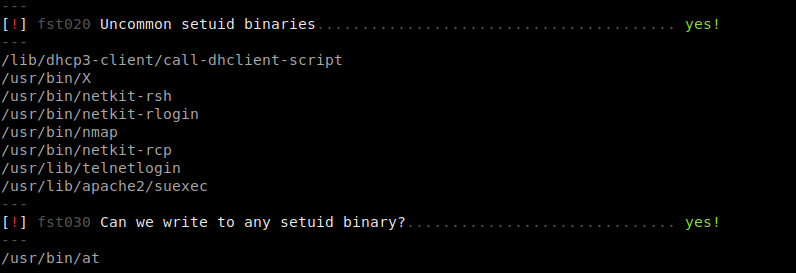 ---
[!] fst020 Uncommon setuid binaries........................................ yes!
---
/lib/dhcp3-client/call-dhclient-script
/usr/bin/X
/usr/bin/netkit-rsh
/usr/bin/netkit-rlogin
/usr/bin/nmap
/usr/bin/netkit-rcp
/usr/lib/telnetlogin
/usr/lib/apache2/suexec
---
[!] fst030 Can we write to any setuid binary?.............................. yes!
---
/usr/bin/at